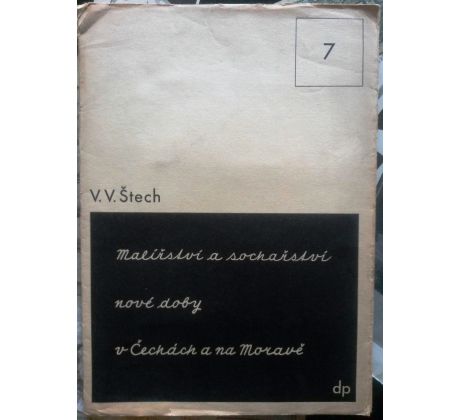 7
V. V. Štech
Malířství a sochařství
nové doby
v Čechách a na Moravě
dp